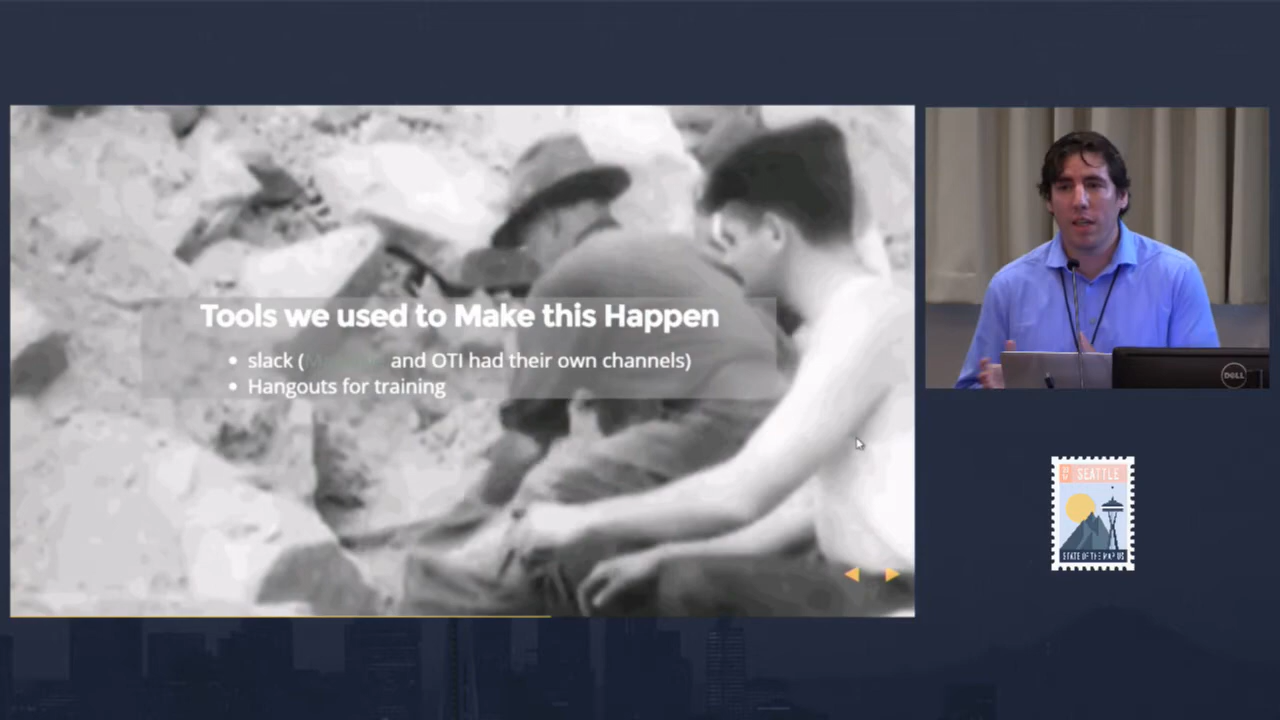 Tools we used to Make this Happen
slack ( and OTI had their own channels)
Hangouts for training
DELL
SEATTLE
STATE OF THE MAP US